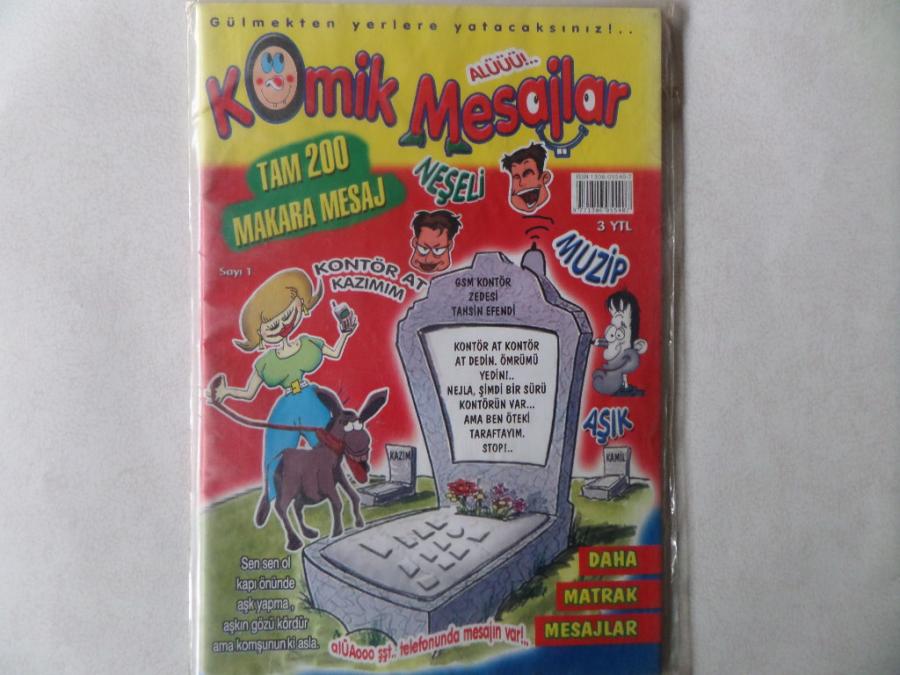 Gülmekten yerlere yatacaksınız!..
Komik Mesajlar
ALÜÜÜ!..
TAM 200
MAKARA MESAJ
NEŞELİ
3 YTL
MUZİP
Sayı 1
KONTÖR AT
KAZIMIM
GSM KONTÖR
ZEDESİ
TAHSİN EFENDİ
KONTÖR AT KONTÖR
AT DEDİN. ÖMRÜMÜ
YEDİN!..
NEJLA, ŞİMDİ BİR SÜRÜ
KONTÖRÜN VAR...
AMA BEN ÖTEKİ
TARAFTAYIM.
STOP!..
AŞIK
KAZIM
KAMİL
Sen sen ol
kapı önünde
aşk yapma,
aşkın gözü kördür
ama komşunun ki asla.
DAHA
MATRAK
MESAJLAR
alÜAooo şşt.. telefonunda mesajın var!..